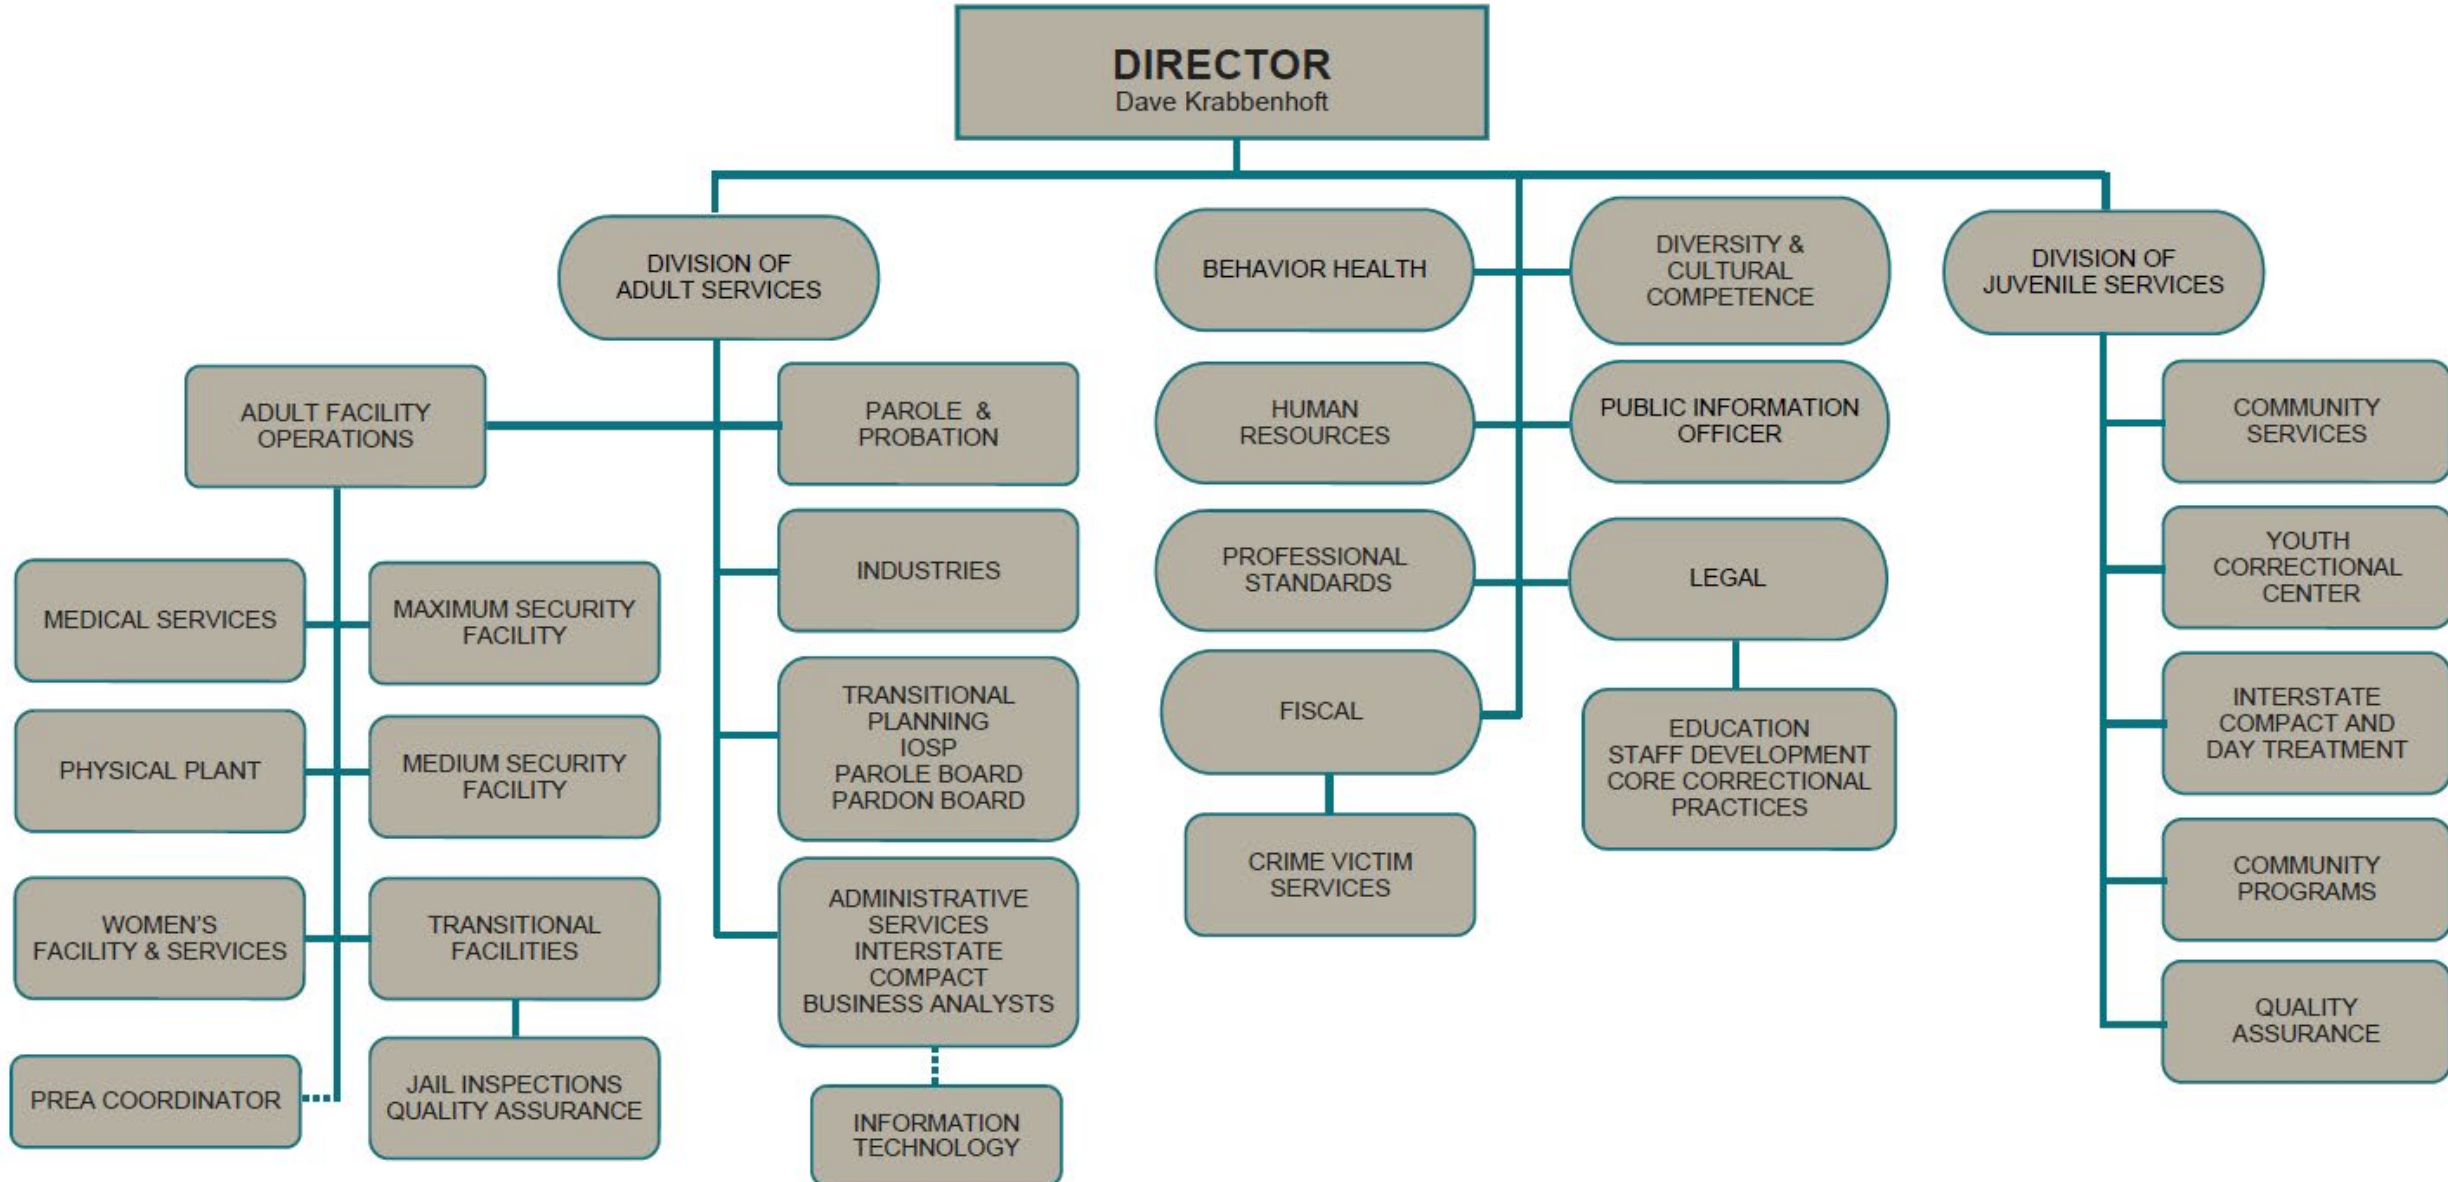 DIRECTOR
Dave Krabbenhoft
DIVISION OF
ADULT SERVICES
BEHAVIOR HEALTH
DIVERSITY &
CULTURAL
COMPETENCE
DIVISION OF
JUVENILE SERVICES
ADULT FACILITY
OPERATIONS
PAROLE & 
PROBATION
HUMAN
RESOURCES
PUBLIC INFORMATION
OFFICER
COMMUNITY
SERVICES
MEDICAL SERVICES
MAXIMUM SECURITY
FACILITY
INDUSTRIES
PROFESSIONAL
STANDARDS
LEGAL
YOUTH
CORRECTIONAL
CENTER
PHYSICAL PLANT
MEDIUM SECURITY
FACILITY
TRANSITIONAL
PLANNING
IOSP
PAROLE BOARD
PARDON BOARD
FISCAL
EDUCATION
STAFF DEVELOPMENT
CORE CORRECTIONAL
PRACTICES
INTERSTATE
COMPACT AND
DAY TREATMENT
WOMEN'S
FACILITY & SERVICES
TRANSITIONAL
FACILITIES
ADMINISTRATIVE
SERVICES
INTERSTATE
COMPACT
BUSINESS ANALYSTS
CRIME VICTIM
SERVICES
COMMUNITY
PROGRAMS
PREA COORDINATOR
JAIL INSPECTIONS
QUALITY ASSURANCE
INFORMATION
TECHNOLOGY
QUALITY
ASSURANCE